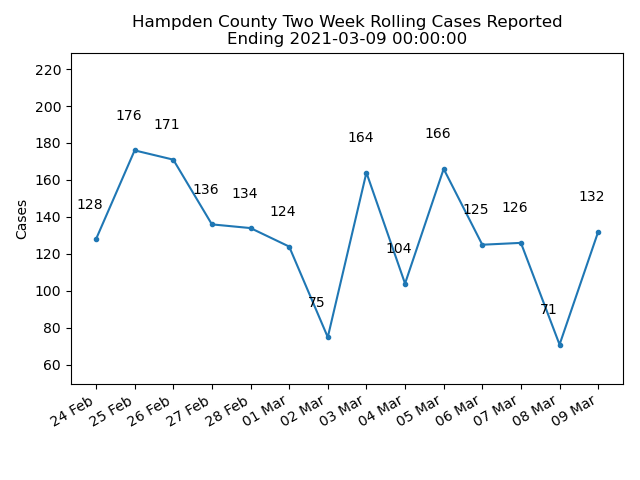 Hampden County Two Week Rolling Cases Reported
Ending 2021-03-09 00:00:00
Cases
220
200
180
160
140
120
100
80
60
128
176
171
136
134
124
75
164
104
166
125
126
71
132
24 Feb
25 Feb
26 Feb
27 Feb
28 Feb
01 Mar
02 Mar
03 Mar
04 Mar
05 Mar
06 Mar
07 Mar
08 Mar
09 Mar